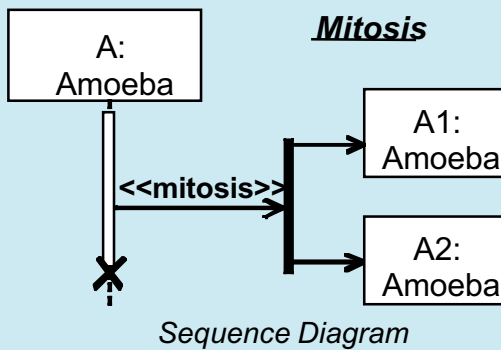 Mitosis
A:
Amoeba
A1:
Amoeba
<<mitosis>>
A2:
Amoeba
Sequence Diagram